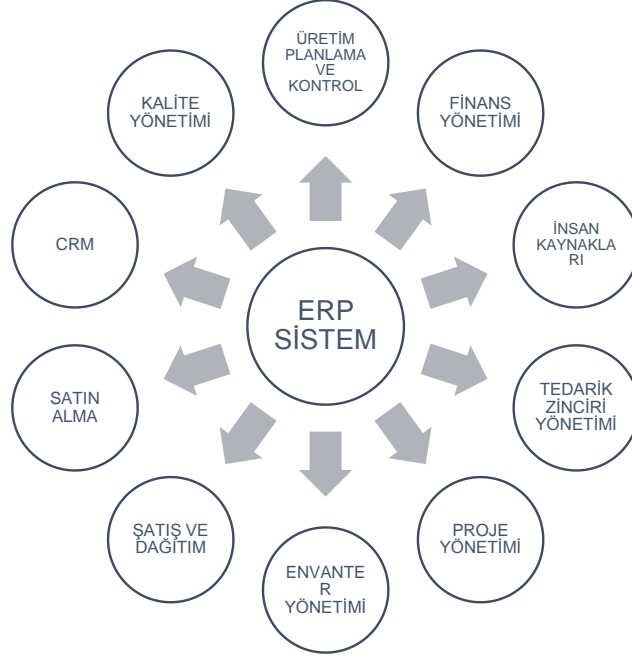 ÜRETİM
PLANLAMA
VE
KONTROL
FİNANS
YÖNETİMİ
İNSAN
KAYNAKLA
RI
TEDARİK
ZİNCİRİ
YÖNETİMİ
PROJE
YÖNETİMİ
ENVANTE
R
YÖNETİMİ
ŞATIŞ VE
DAĞITIM
SATIN
ALMA
CRM
KALİTE
YÖNETİMİ
ERP
SİSTEM